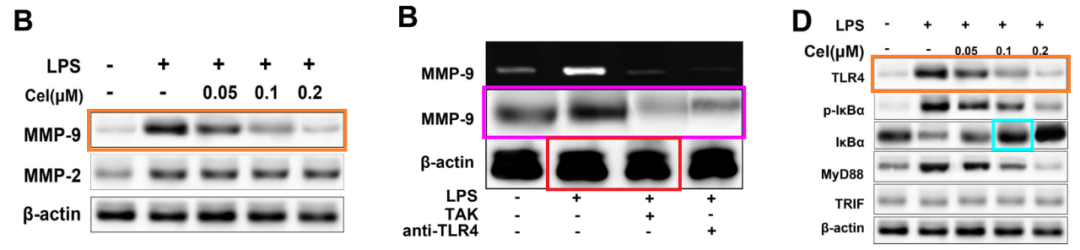 B
LPS - + + + +
Cel(μM) - - 0.05 0.1 0.2
MMP-9
MMP-2
β-actin
B
MMP-9
MMP-9
β-actin
LPS - + + +
TAK - - + -
anti-TLR4 - - - +
D
LPS - + + + +
Cel(μM) - - 0.05 0.1 0.2
TLR4
p-IκBα
IκBα
MyD88
TRIF
β-actin